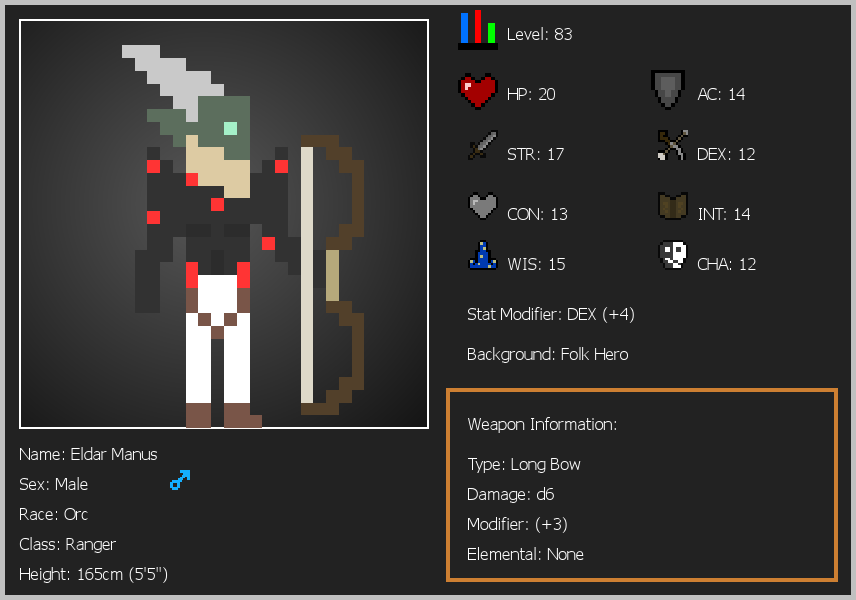 Level: 83
HP: 20
AC: 14
STR: 17
DEX: 12
CON: 13
INT: 14
WIS: 15
CHA: 12
Stat Modifier: DEX (+4)
Background: Folk Hero
Weapon Information:
Type: Long Bow
Damage: d6
Modifier: (+3)
Elemental: None
Name: Eldar Manus
Sex: Male
Race: Orc
Class: Ranger
Height: 165cm (5'5")